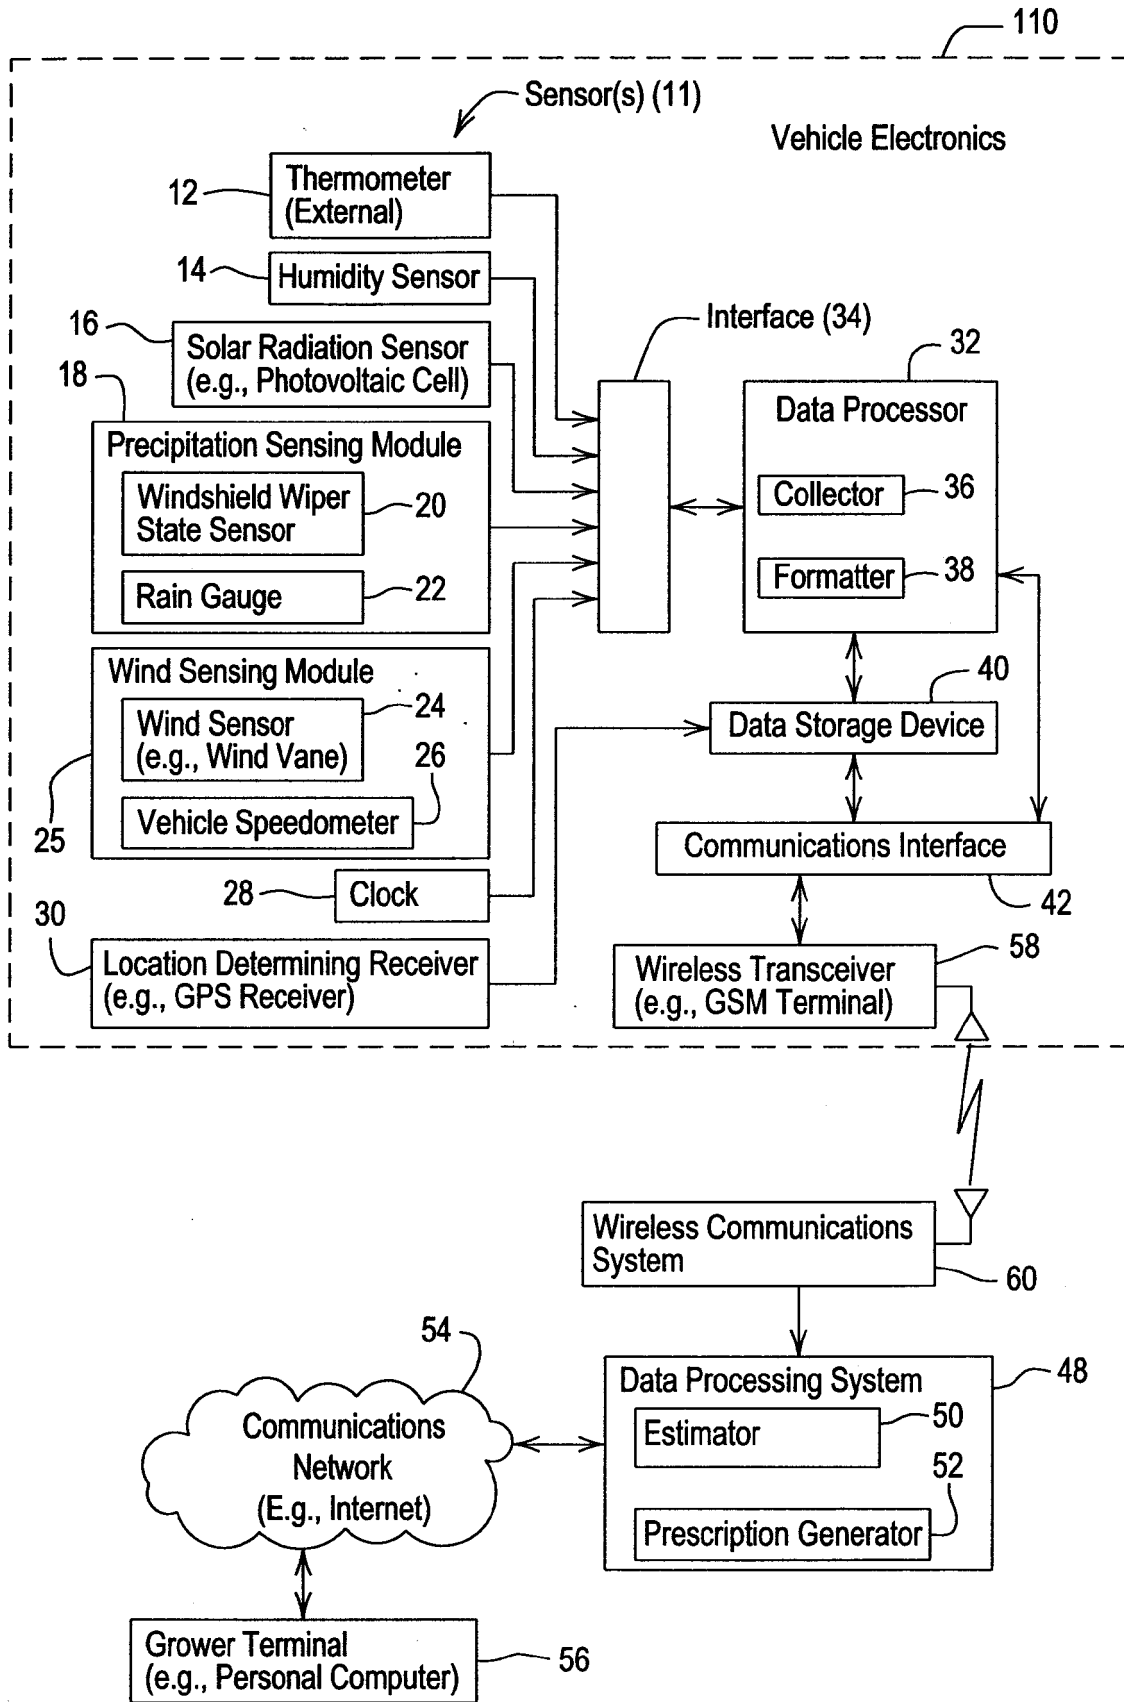 110
Sensor(s) (11)
Vehicle Electronics
12
Thermometer
(External)
14
Humidity Sensor
16
Solar Radiation Sensor
(e.g., Photovoltaic Cell)
Interface (34)
32
18
Precipitation Sensing Module
Windshield Wiper
State Sensor
20
Rain Gauge
22
Data Processor
Collector
36
Formatter
38
Wind Sensing Module
Wind Sensor
(e.g., Wind Vane)
24
Vehicle Speedometer
26
25
40
Data Storage Device
Communications Interface
42
28
Clock
30
Location Determining Receiver
(e.g., GPS Receiver)
Wireless Transceiver
(e.g., GSM Terminal)
58
Wireless Communications
System
60
54
Communications
Network
(E.g., Internet)
Data Processing System
48
Estimator
50
52
Prescription Generator
Grower Terminal
(e.g., Personal Computer)
56